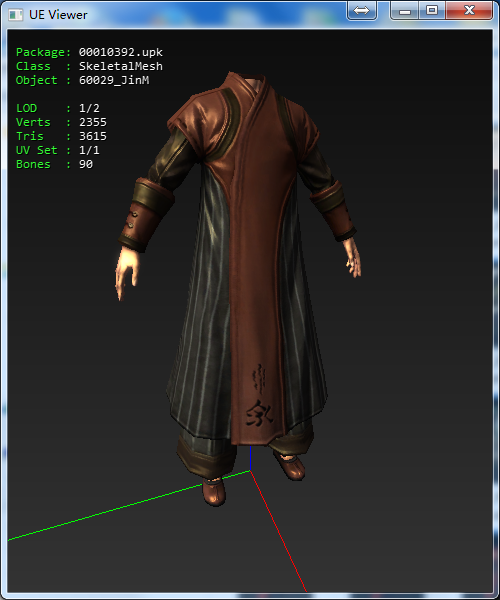 UE Viewer
Package: 00010392.upk
Class : SkeletalMesh
Object : 60029_JinM
LOD : 1/2
Verts : 2355
Tris : 3615
UV Set : 1/1
Bones : 90